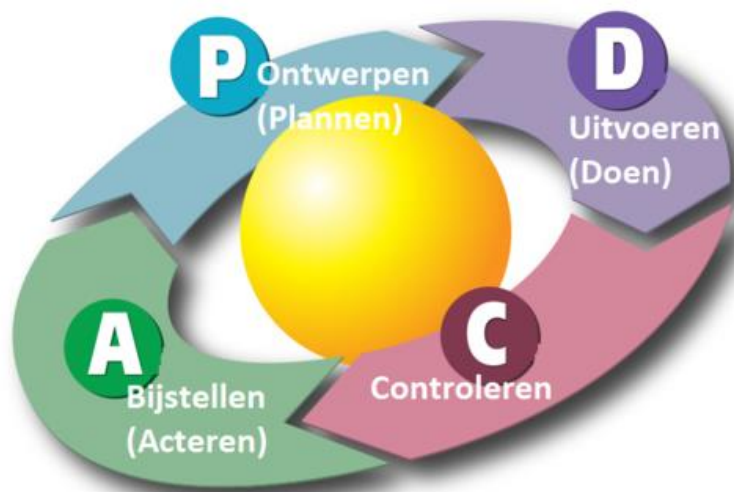 P
Ontwerpen
(Plannen)
D
Uitvoeren
(Doen)
C
Controleren
A
Bijstellen
(Acteren)